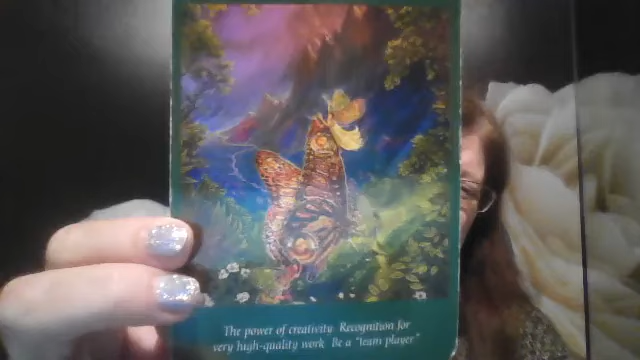 The power of creativity Recognition for
very high-quality work Be a "team player"